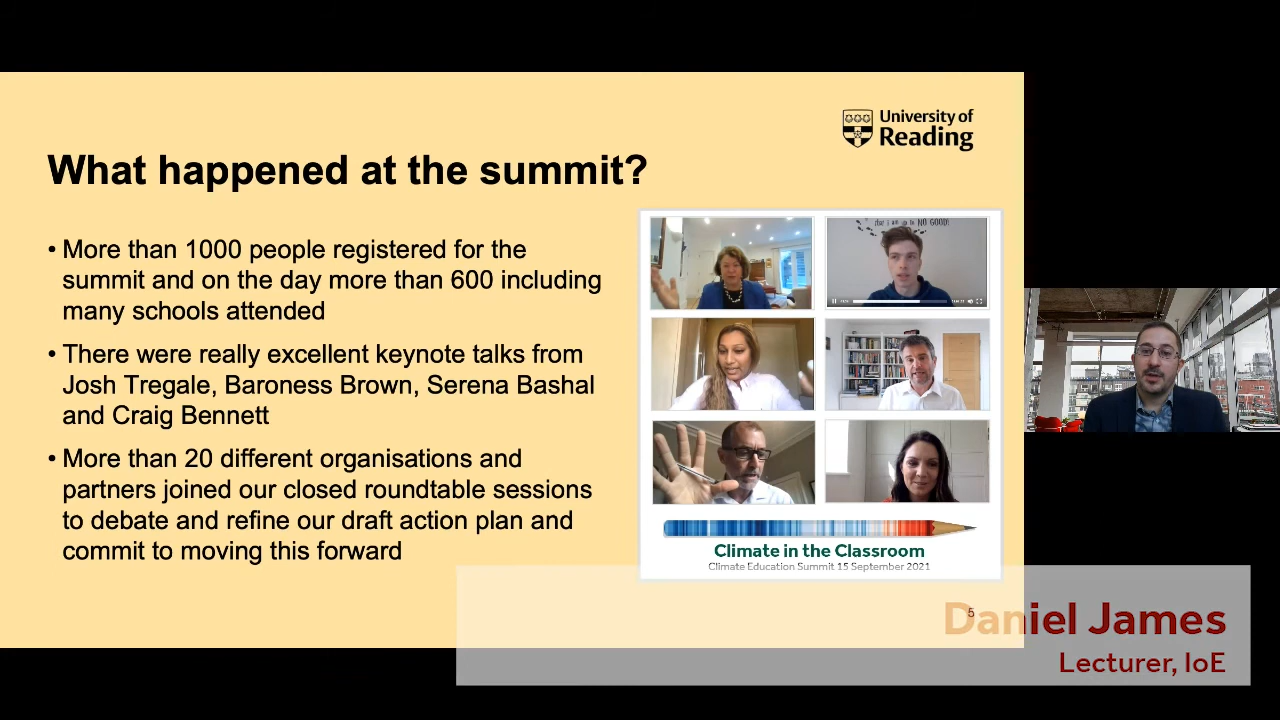 University of
Reading
What happened at the summit?
• More than 1000 people registered for the
summit and on the day more than 600 including
many schools attended
• There were really excellent keynote talks from
Josh Tregale, Baroness Brown, Serena Bashal
and Craig Bennett
• More than 20 different organisations and
partners joined our closed roundtable sessions
to debate and refine our draft action plan and
commit to moving this forward
NO GOOD!
Climate in the Classroom
Climate Education Summit 15 September 2021
5
Daniel James
Lecturer, IoE